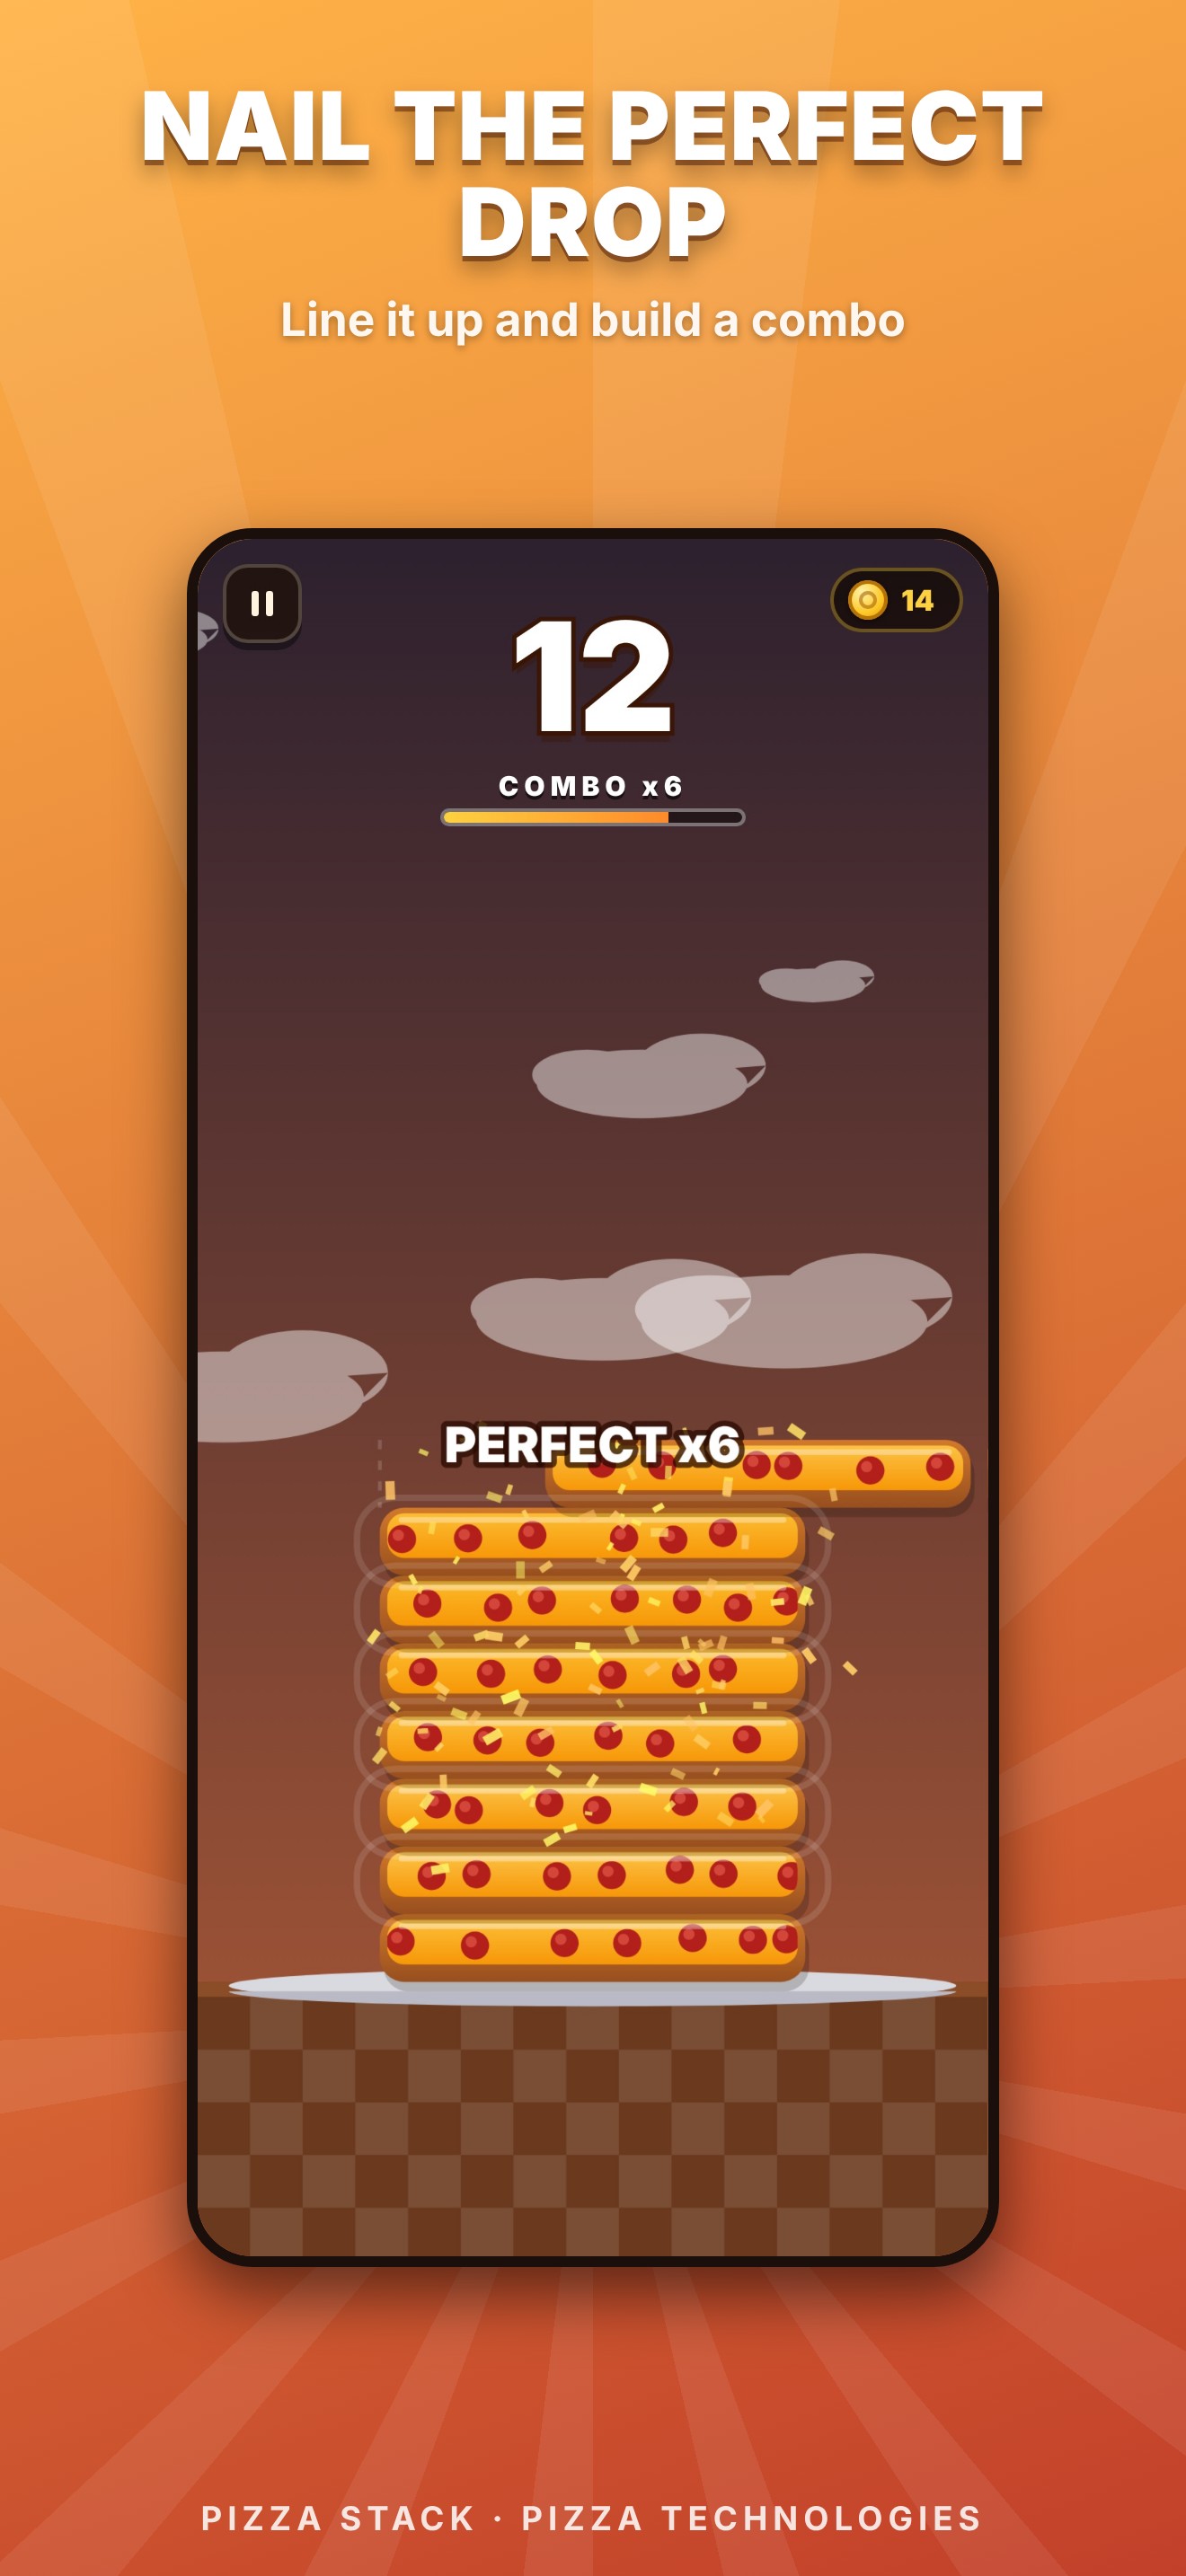 NAIL THE PERFECT
DROP
Line it up and build a combo
14
12
COMBO x6
PERFECT x6
PIZZA STACK · PIZZA TECHNOLOGIES